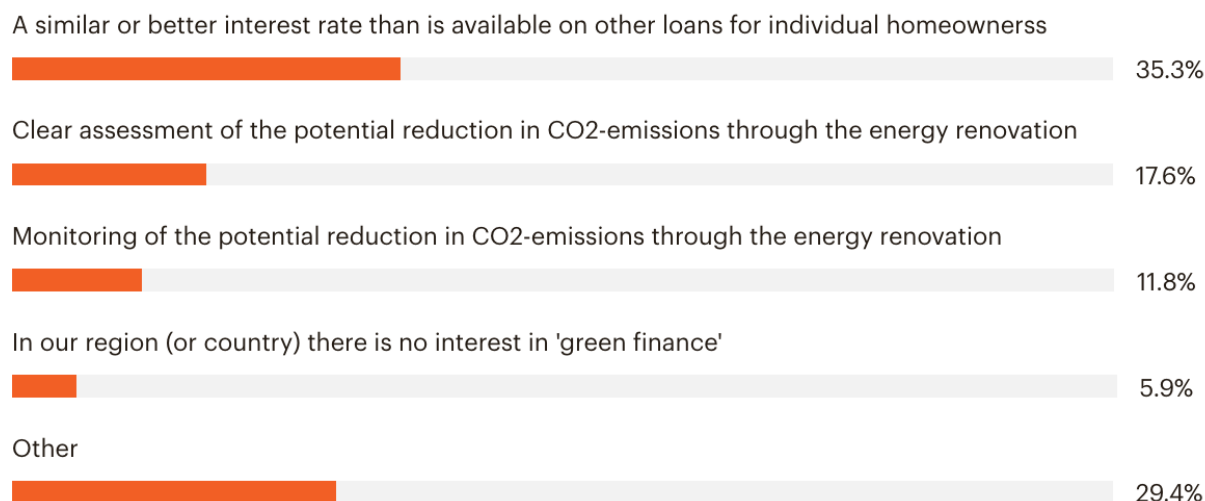 A similar or better interest rate than is available on other loans for individual homeownerss
35.3%
Clear assessment of the potential reduction in CO2-emissions through the energy renovation
17.6%
Monitoring of the potential reduction in CO2-emissions through the energy renovation
11.8%
In our region (or country) there is no interest in 'green finance'
5.9%
Other
29.4%